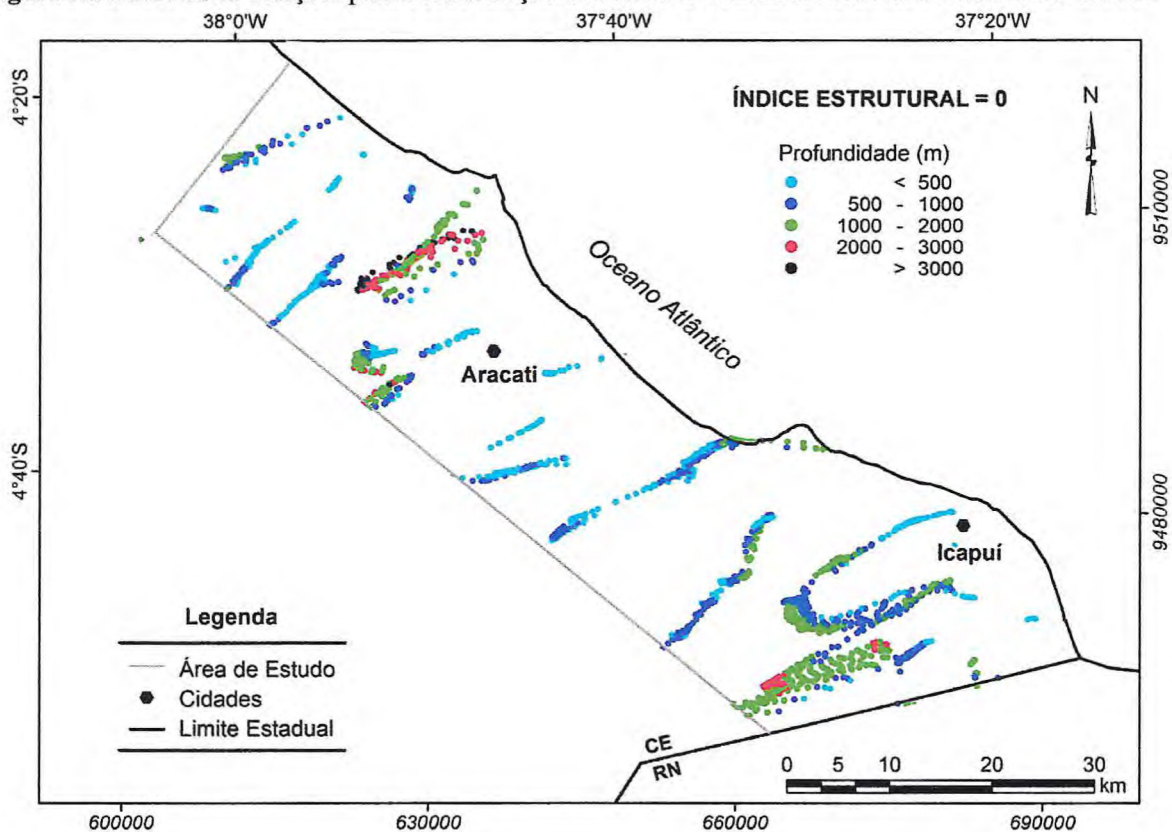 38°0'W 37°40'W 37°20'W
4°20'S
ÍNDICE ESTRUTURAL = 0
N
Profundidade (m)
< 500
500 - 1000
1000 - 2000
2000 - 3000
> 3000
9510000
Oceano Atlântico
Aracati
4°40'S
9480000
Icapuí
Legenda
Área de Estudo
Cidades
Limite Estadual
CE
RN
0 5 10 20 30
km
600000 630000 660000 690000